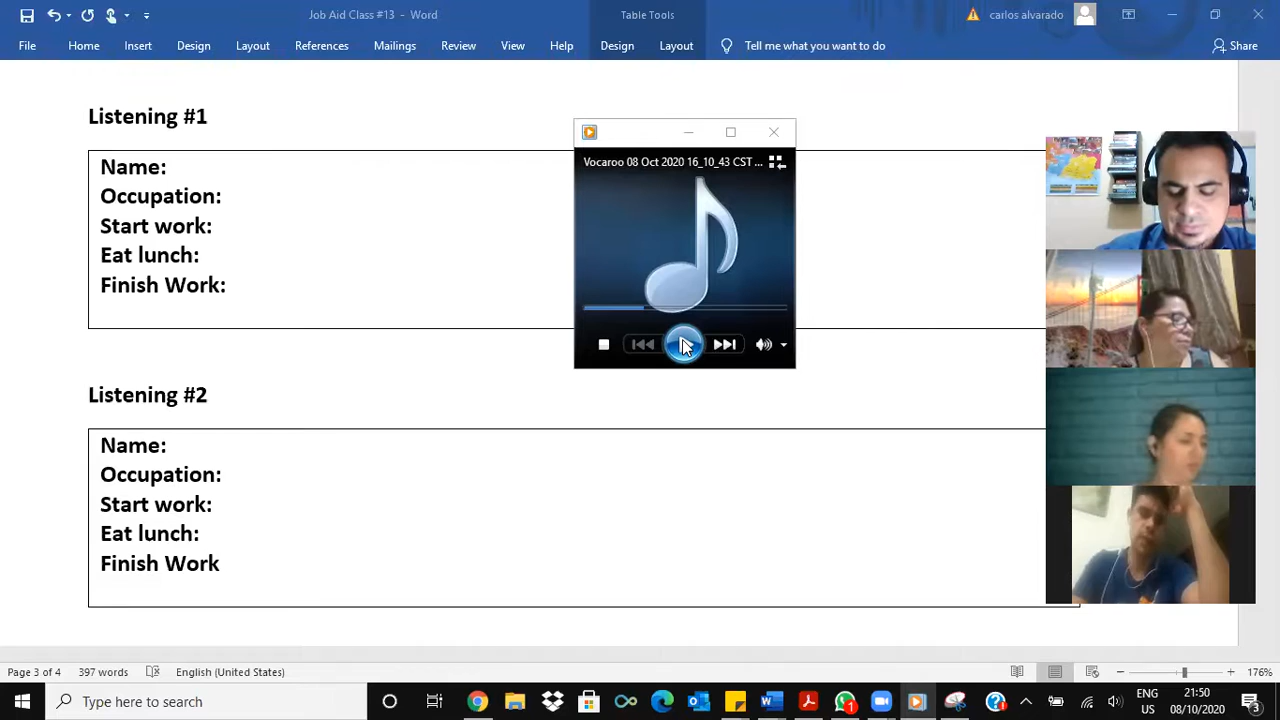 Job Aid Class #13 - Word
Table Tools
carlos alvarado
File Home Insert Design Layout References Mailings Review View Help Design Layout Tell me what you want to do Share
Listening #1
Name:
Occupation:
Start work:
Eat lunch:
Finish Work:
Vocaroo 08 Oct 2020 16_10_43 CST ...
Listening #2
Name:
Occupation:
Start work:
Eat lunch:
Finish Work
Page 3 of 4 397 words English (United States) 176%
Type here to search
1
ENG
US
21:50
08/10/2020
3